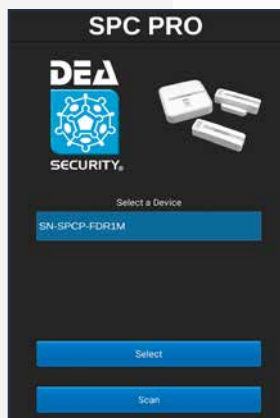 SPC PRO
DEA
SECURITY®
Select a Device
SN-SPCP-FDR1M
Select
Scan